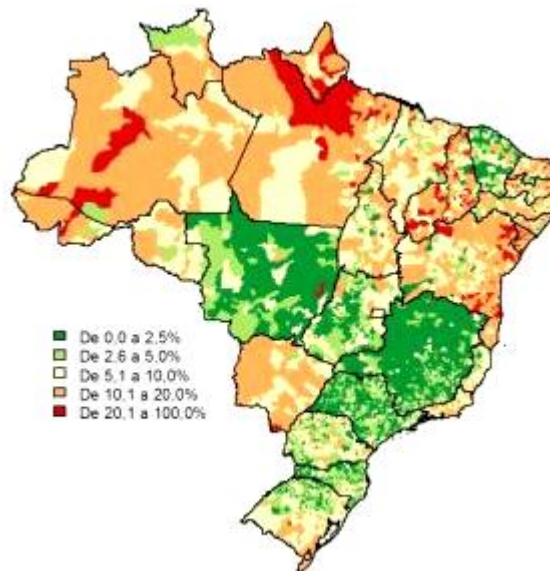 De 0,0 a 2,5%
De 2,6 a 5,0%
De 5,1 a 10,0%
De 10,1 a 20,0%
De 20,1 a 100,0%